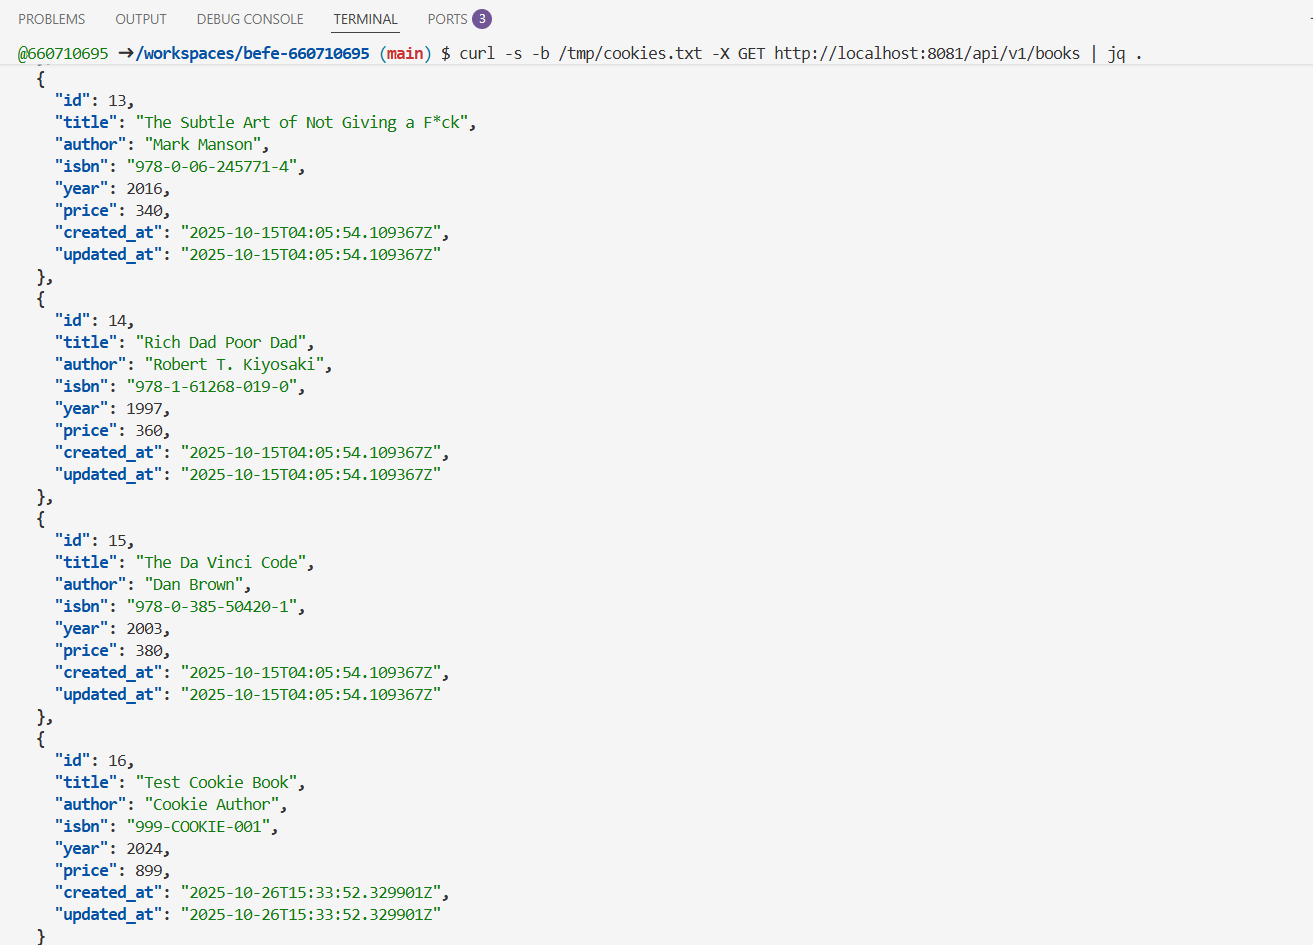 PROBLEMS OUTPUT DEBUG CONSOLE TERMINAL PORTS 3
@660710695 ➜/workspaces/befe-660710695 (main) $ curl -s -b /tmp/cookies.txt -X GET http://localhost:8081/api/v1/books | jq .
{
"id": 13,
"title": "The Subtle Art of Not Giving a F*ck",
"author": "Mark Manson",
"isbn": "978-0-06-245771-4",
"year": 2016,
"price": 340,
"created_at": "2025-10-15T04:05:54.109367Z",
"updated_at": "2025-10-15T04:05:54.109367Z"
},
{
"id": 14,
"title": "Rich Dad Poor Dad",
"author": "Robert T. Kiyosaki",
"isbn": "978-1-61268-019-0",
"year": 1997,
"price": 360,
"created_at": "2025-10-15T04:05:54.109367Z",
"updated_at": "2025-10-15T04:05:54.109367Z"
},
{
"id": 15,
"title": "The Da Vinci Code",
"author": "Dan Brown",
"isbn": "978-0-385-50420-1",
"year": 2003,
"price": 380,
"created_at": "2025-10-15T04:05:54.109367Z",
"updated_at": "2025-10-15T04:05:54.109367Z"
},
{
"id": 16,
"title": "Test Cookie Book",
"author": "Cookie Author",
"isbn": "999-COOKIE-001",
"year": 2024,
"price": 899,
"created_at": "2025-10-26T15:33:52.329901Z",
"updated_at": "2025-10-26T15:33:52.329901Z"
}